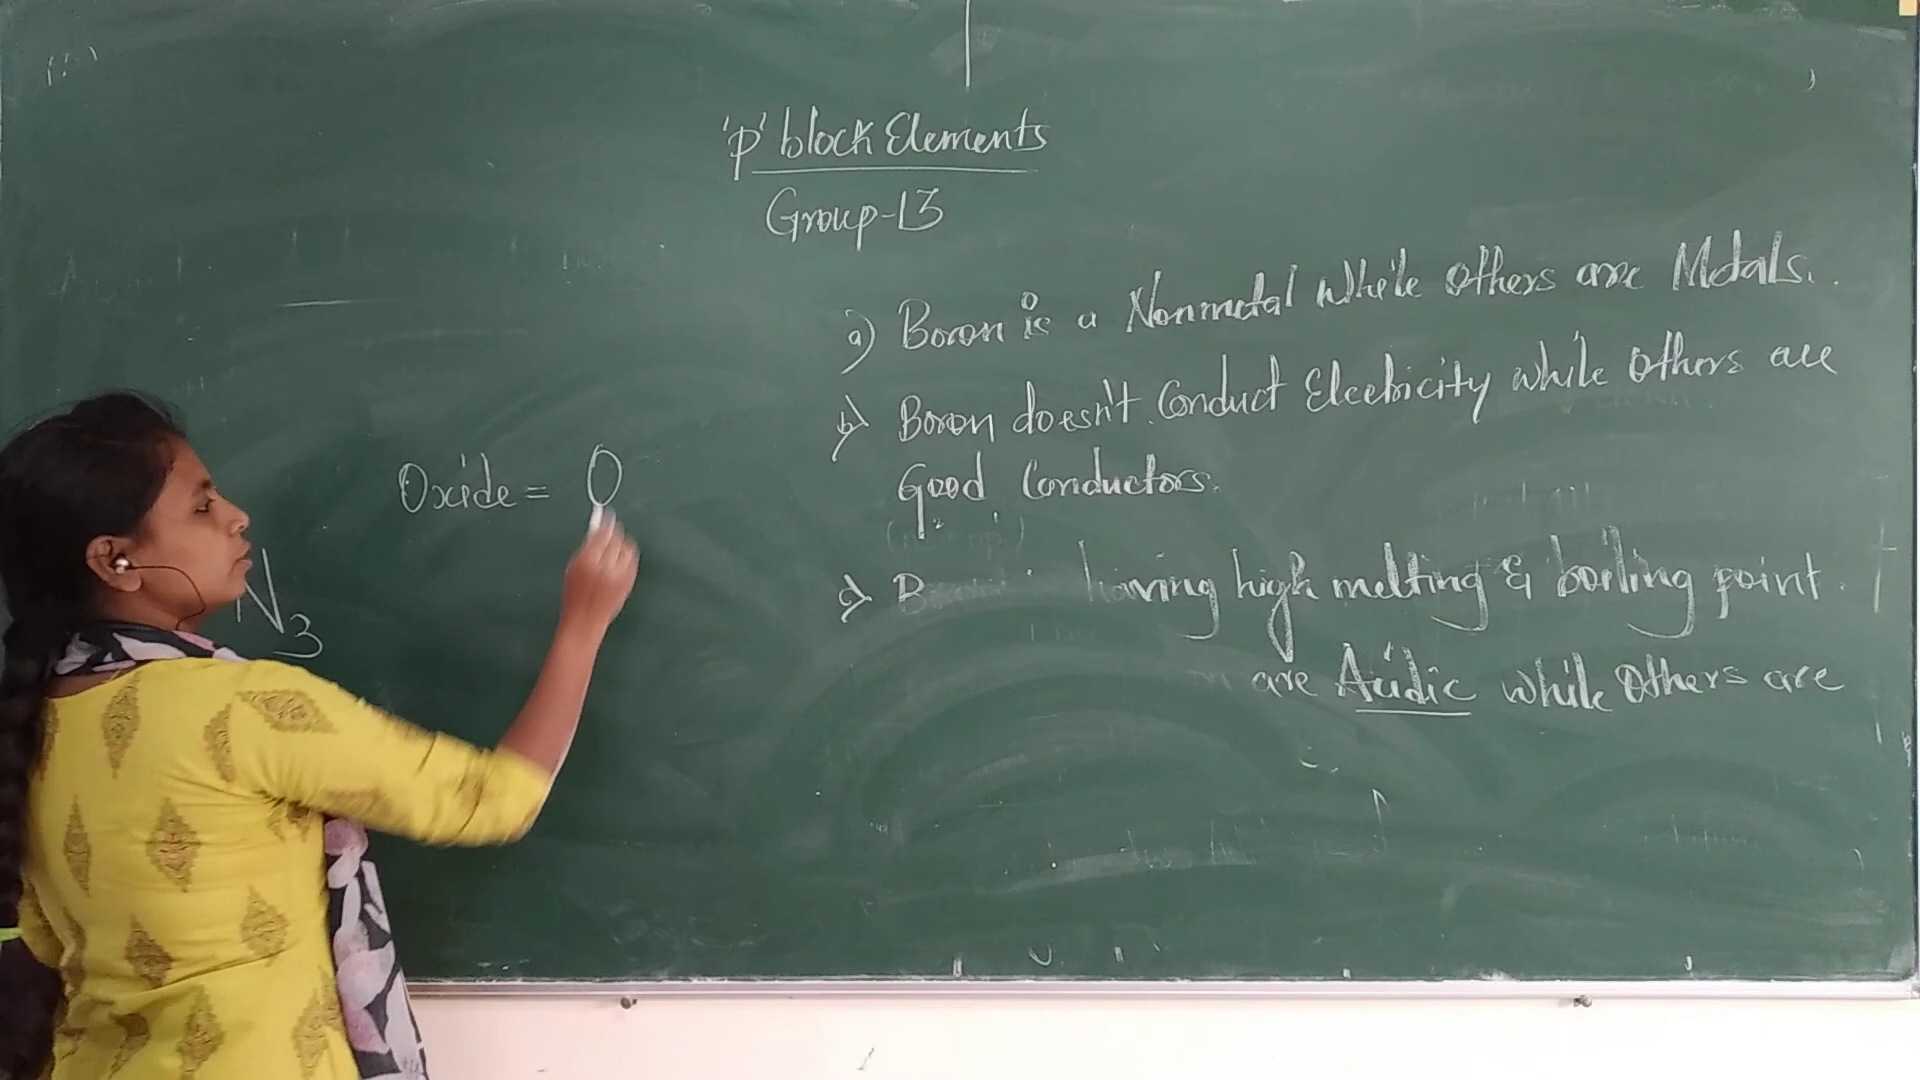 'p' block Elements
Group-13
a) Boron is a Nonmetal while others are Metals.
b) Boron doesn't Conduct Electricity while others are
Good Conductors.
Oxide = O
N3
c) B having high melting & boiling point.
are Acidic while others are